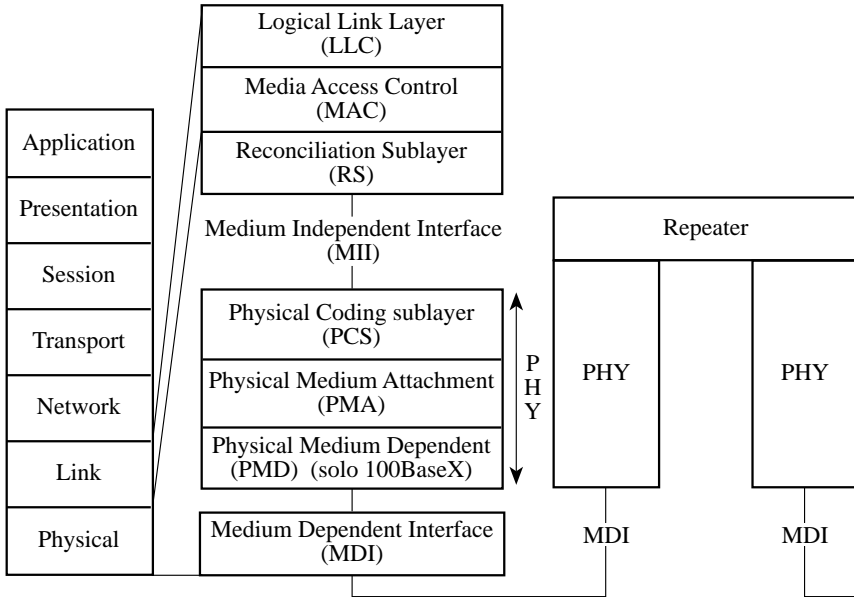 Application
Presentation
Session
Transport
Network
Link
Physical
Logical Link Layer
(LLC)
Media Access Control
(MAC)
Reconciliation Sublayer
(RS)
Medium Independent Interface
(MII)
Physical Coding sublayer
(PCS)
Physical Medium Attachment
(PMA)
Physical Medium Dependent
(PMD) (solo 100BaseX)
Medium Dependent Interface
(MDI)
P
H
Y
Repeater
PHY
PHY
MDI
MDI